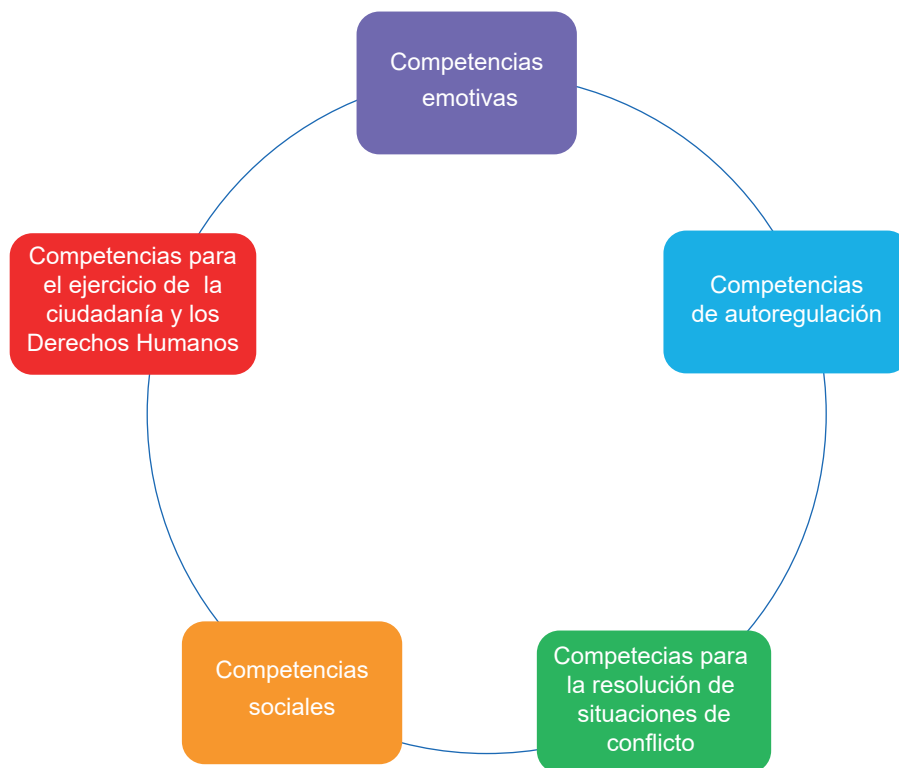 Competencias
emotivas
Competencias
de autoregulación
Competecias para
la resolución de
situaciones de
conflicto
Competencias
sociales
Competencias para
el ejercicio de la
ciudadanía y los
Derechos Humanos